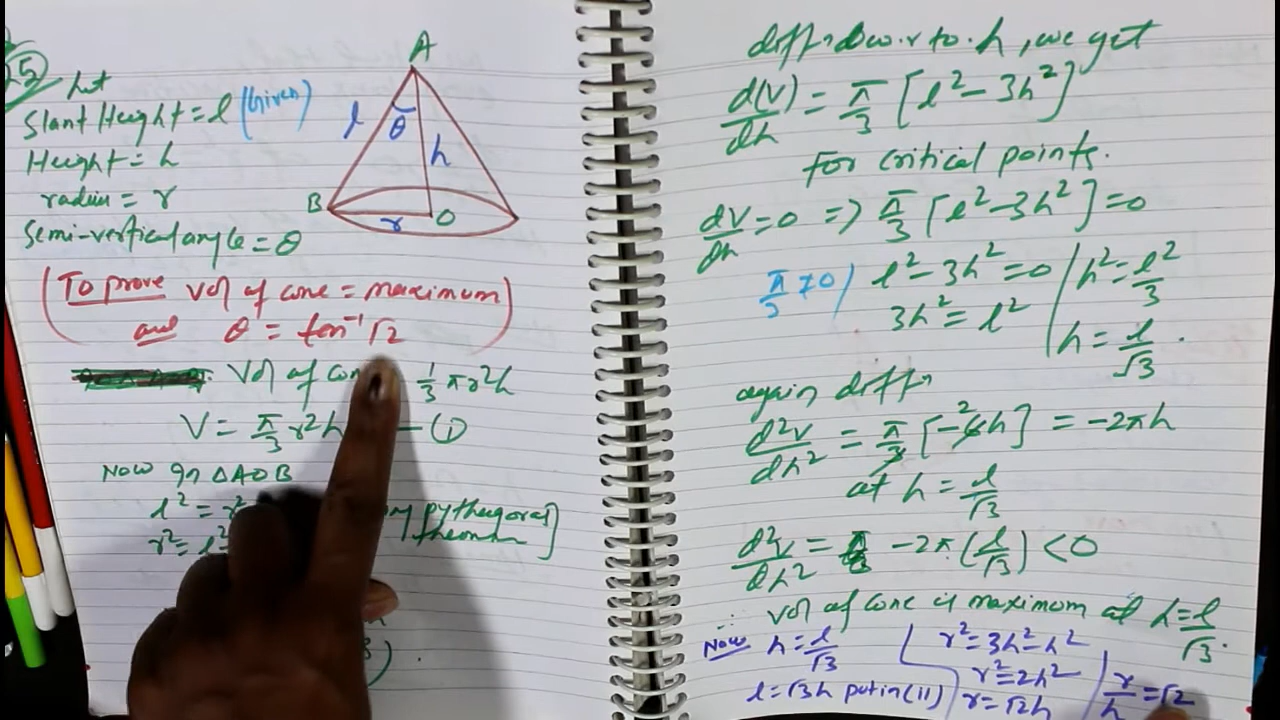 25
Let
Slant Height = l (Given)
Height = h
radius = r
Semi-vertical angle = θ
A
l
θ
h
B
r
O
(To prove vol of cone = maximum
and θ = tan⁻¹√2)
Vol of con 1/3 πr²h
V = π/3 r²h — (1)
Now In ΔAOB
l² = r²
pythagoras
r² = l²
theorem]
diff. w.r.to. h, we get
d(V)/dh = π/3 [l² - 3h²]
For critical points.
dV/dh = 0 => π/3 [l² - 3h²] = 0
π/3 ≠ 0 / l² - 3h² = 0 / h² = l²/3
3h² = l²
h = l/√3 .
again diff
d²V/dh² = π/3 [-6h] = -2πh
2
at h = l/√3
d²V/dh² = -2π (l/√3) < 0
∴ Vol of cone is maximum at h = l/√3 .
Now h = l/√3
l = √3h put in (11)
r² = 3h² - h²
r² = 2h²
r = √2h
r/h = √2